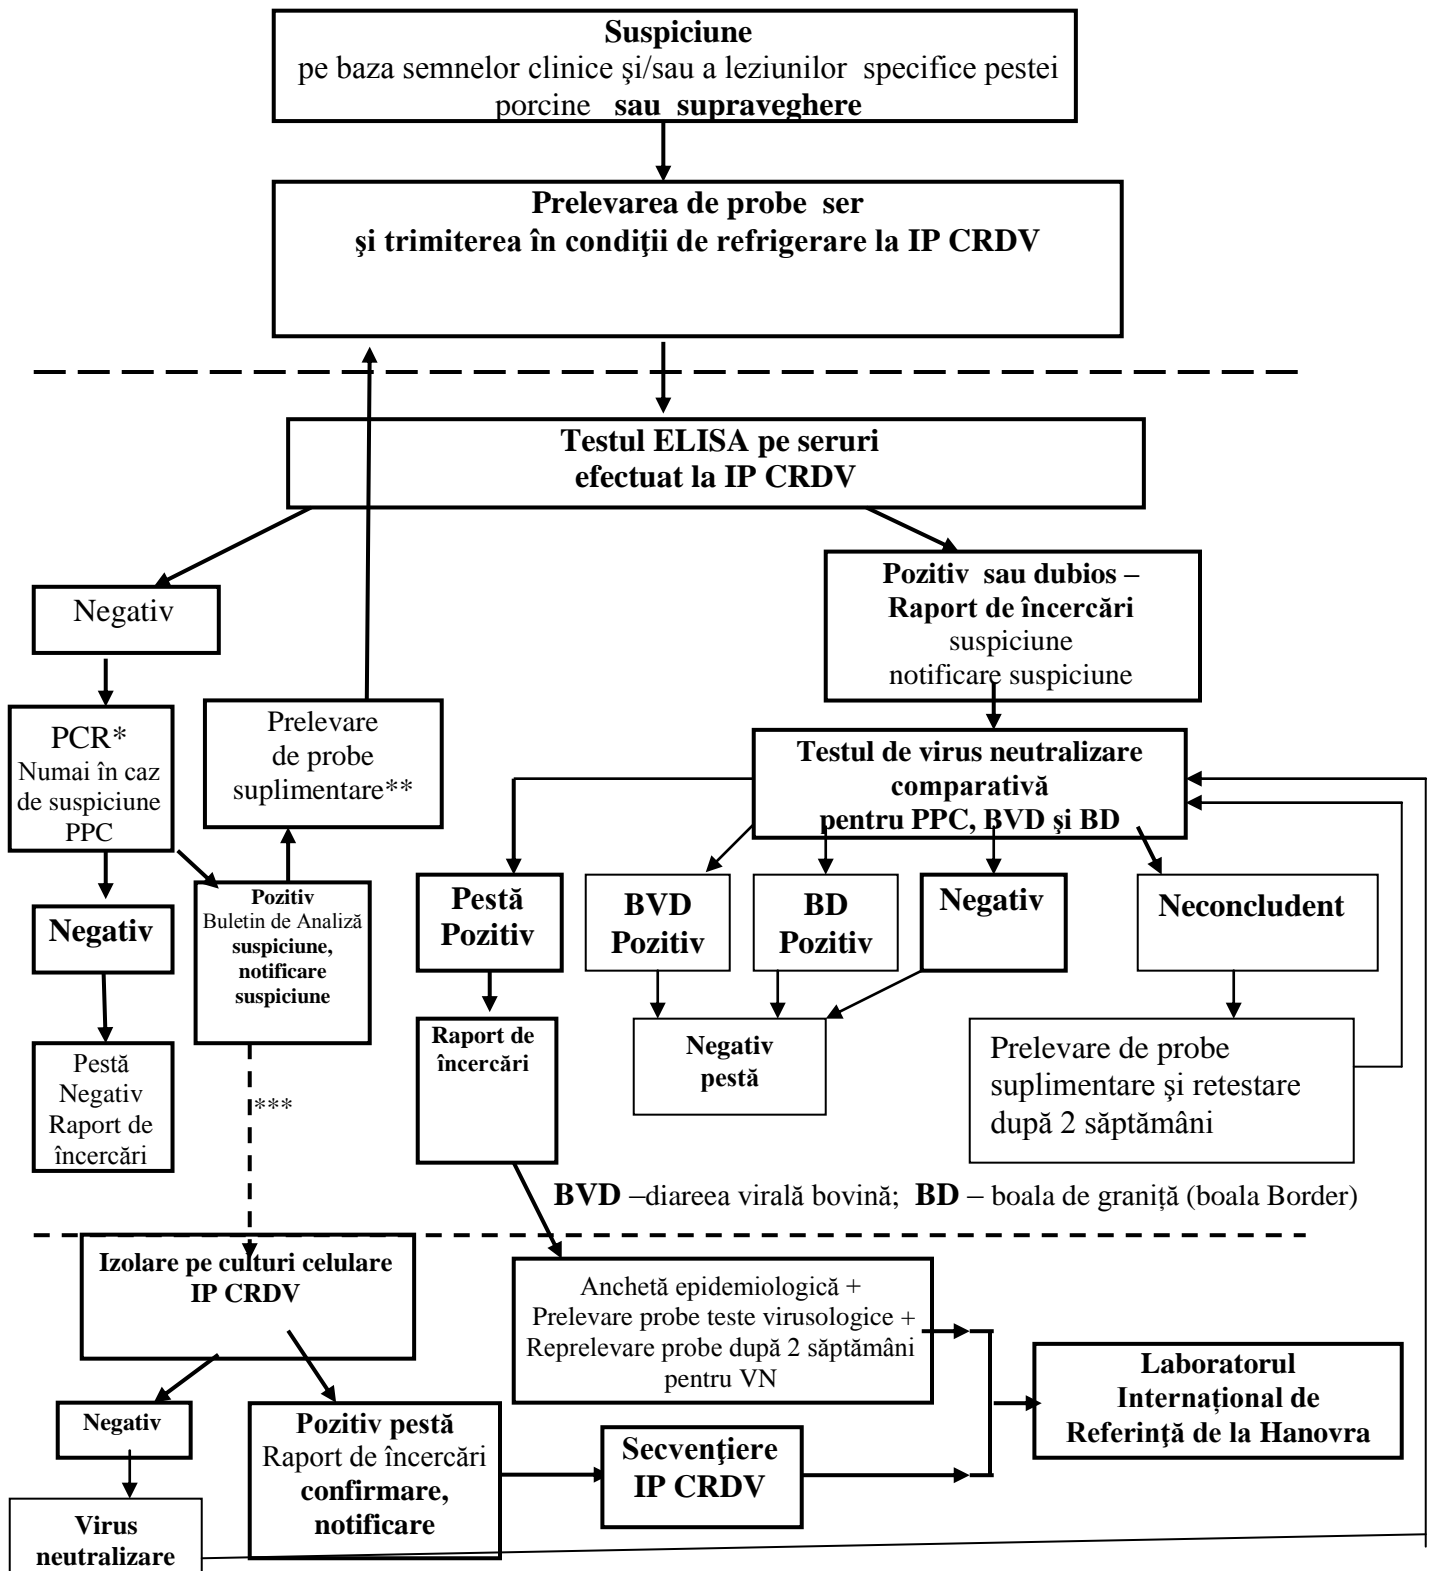 Suspiciune
pe baza semnelor clinice şi/sau a leziunilor specifice pestei
porcine sau supraveghere
Prelevarea de probe ser
şi trimiterea în condiţii de refrigerare la IP CRDV
Testul ELISA pe seruri
efectuat la IP CRDV
Negativ
Pozitiv sau dubios –
Raport de încercări
suspiciune
notificare suspiciune
PCR*
Numai în caz
de suspiciune
PPC
Prelevare
de probe
suplimentare**
Testul de virus neutralizare
comparativă
pentru PPC, BVD şi BD
Negativ
Pozitiv
Buletin de Analiză
suspiciune,
notificare
suspiciune
Pestă
Pozitiv
BVD
Pozitiv
BD
Pozitiv
Negativ
Neconcludent
Pestă
Negativ
Raport de
încercări
***
Raport de
încercări
Negativ
pestă
Prelevare de probe
suplimentare şi retestare
după 2 săptămâni
BVD –diareea virală bovină; BD – boala de graniță (boala Border)
Izolare pe culturi celulare
IP CRDV
Anchetă epidemiologică +
Prelevare probe teste virusologice +
Reprelevare probe după 2 săptămâni
pentru VN
Laboratorul
Internațional de
Referinţă de la Hanovra
Negativ
Pozitiv pestă
Raport de încercări
confirmare,
notificare
Secvenţiere
IP CRDV
Virus
neutralizare